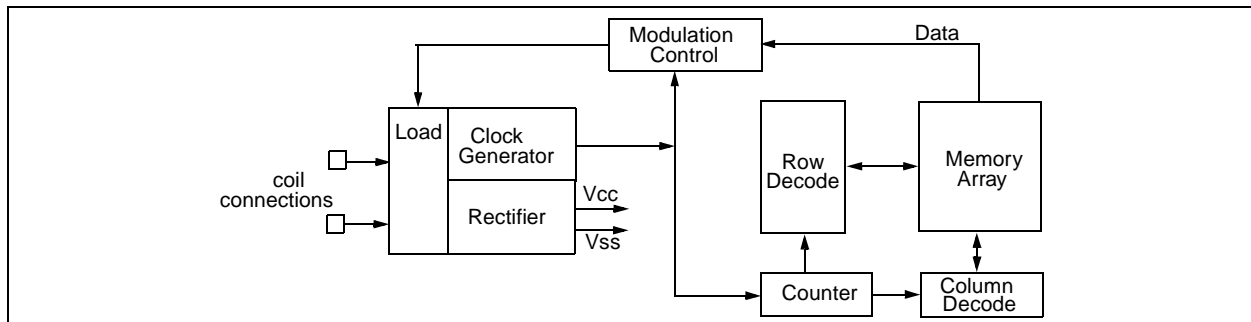 Modulation
Control
Data
Load
Clock
Generator
Row
Decode
Memory
Array
coil
connections
Rectifier
Vcc
Vss
Counter
Column
Decode